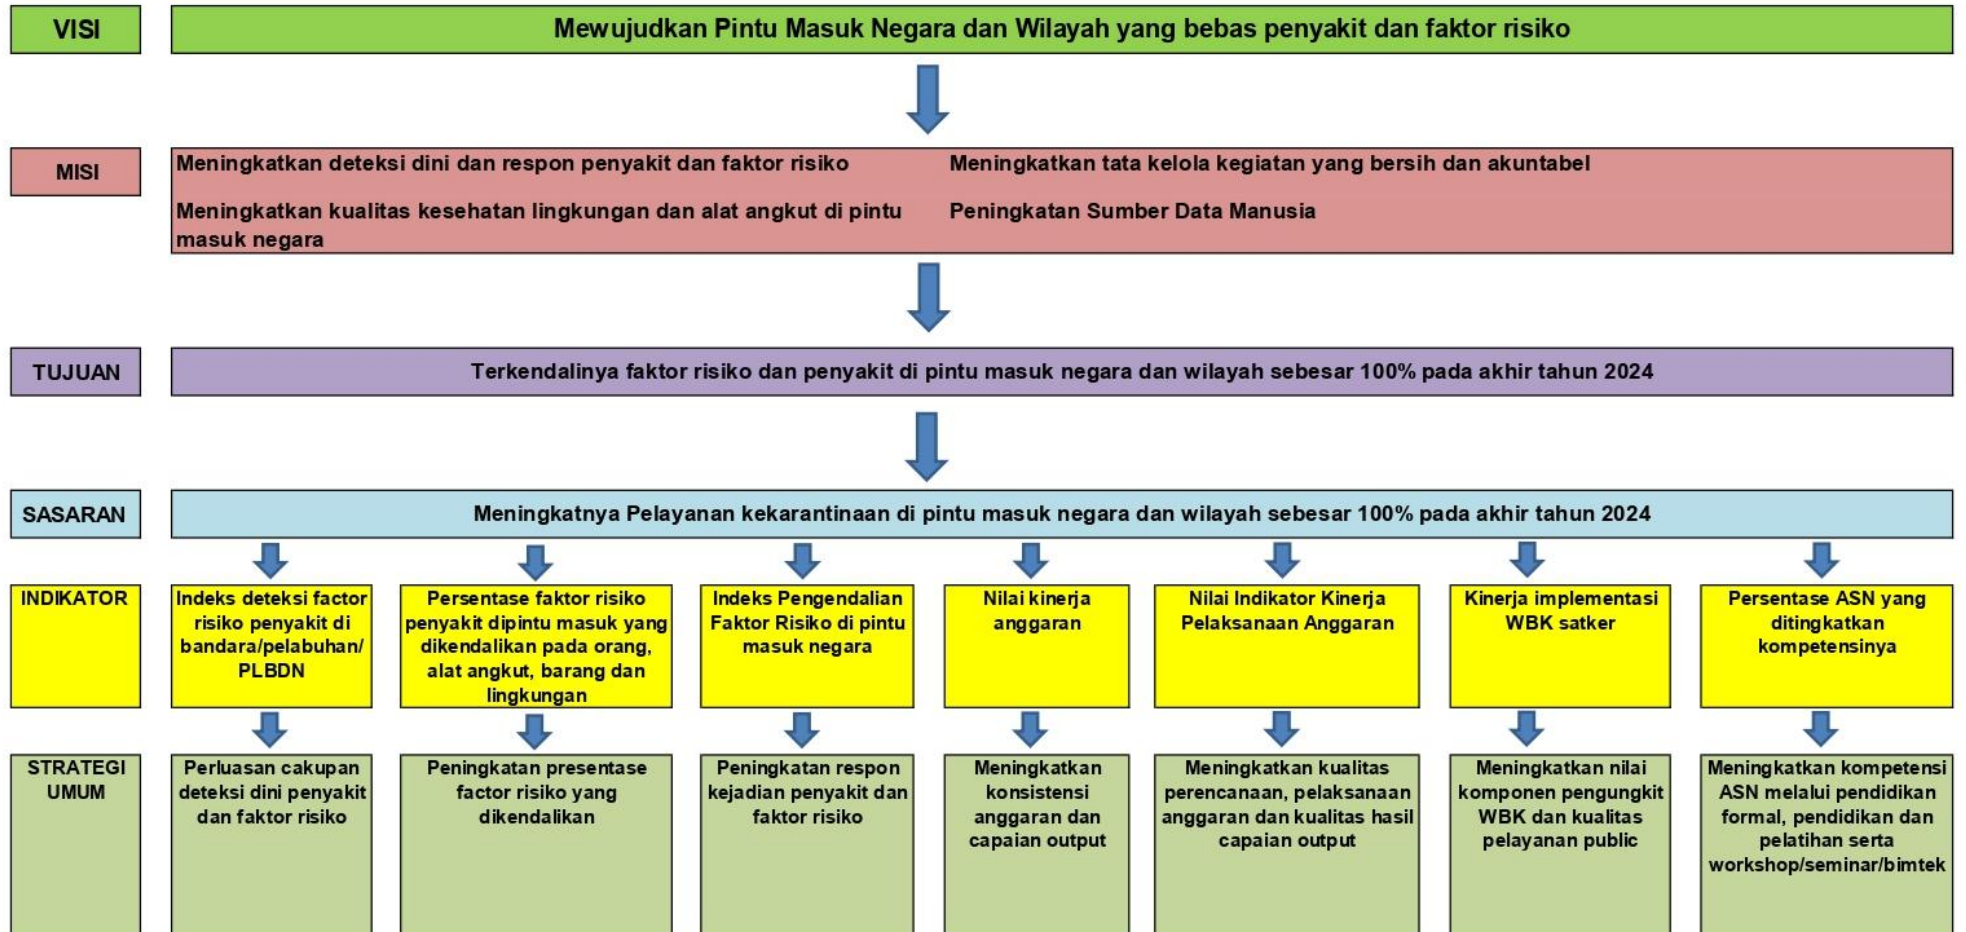 VISI
Mewujudkan Pintu Masuk Negara dan Wilayah yang bebas penyakit dan faktor risiko
MISI
Meningkatkan deteksi dini dan respon penyakit dan faktor risiko
Meningkatkan kualitas kesehatan lingkungan dan alat angkut di pintu
masuk negara
Meningkatkan tata kelola kegiatan yang bersih dan akuntabel
Peningkatan Sumber Data Manusia
TUJUAN
Terkendalinya faktor risiko dan penyakit di pintu masuk negara dan wilayah sebesar 100% pada akhir tahun 2024
SASARAN
Meningkatnya Pelayanan kekarantinaan di pintu masuk negara dan wilayah sebesar 100% pada akhir tahun 2024
INDIKATOR
Indeks deteksi factor
risiko penyakit di
bandara/pelabuhan/
PLBDN
Persentase faktor risiko
penyakit dipintu masuk yang
dikendalikan pada orang,
alat angkut, barang dan
lingkungan
Indeks Pengendalian
Faktor Risiko di pintu
masuk negara
Nilai kinerja
anggaran
Nilai Indikator Kinerja
Pelaksanaan Anggaran
Kinerja implementasi
WBK satker
Persentase ASN yang
ditingkatkan
kompetensinya
STRATEGI
UMUM
Perluasan cakupan
deteksi dini penyakit
dan faktor risiko
Peningkatan presentase
factor risiko yang
dikendalikan
Peningkatan respon
kejadian penyakit dan
faktor risiko
Meningkatkan
konsistensi
anggaran dan
capaian output
Meningkatkan kualitas
perencanaan, pelaksanaan
anggaran dan kualitas hasil
capaian output
Meningkatkan nilai
komponen pengungkit
WBK dan kualitas
pelayanan public
Meningkatkan kompetensi
ASN melalui pendidikan
formal, pendidikan dan
pelatihan serta
workshop/seminar/bimtek